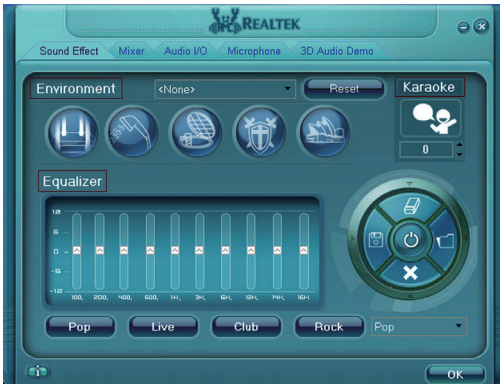 REALTEK
Sound Effect Mixer Audio I/O Microphone 3D Audio Demo
Environment <None> Reset Karaoke
0
Equalizer
12
6
0
-6
-12
100, 200, 400, 600, 1K, 3K, 6K, 12K, 14K, 16K
Pop Live Club Rock Pop
OK